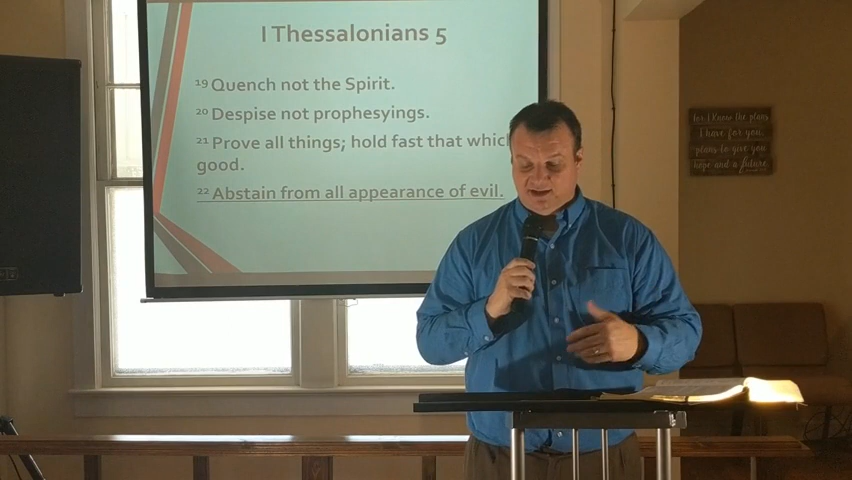 I Thessalonians 5
19 Quench not the Spirit.
20 Despise not prophesyings.
21 Prove all things; hold fast that which
good.
22 Abstain from all appearance of evil.
For I know the plans
I have for you,
plans to give you
hope and a future